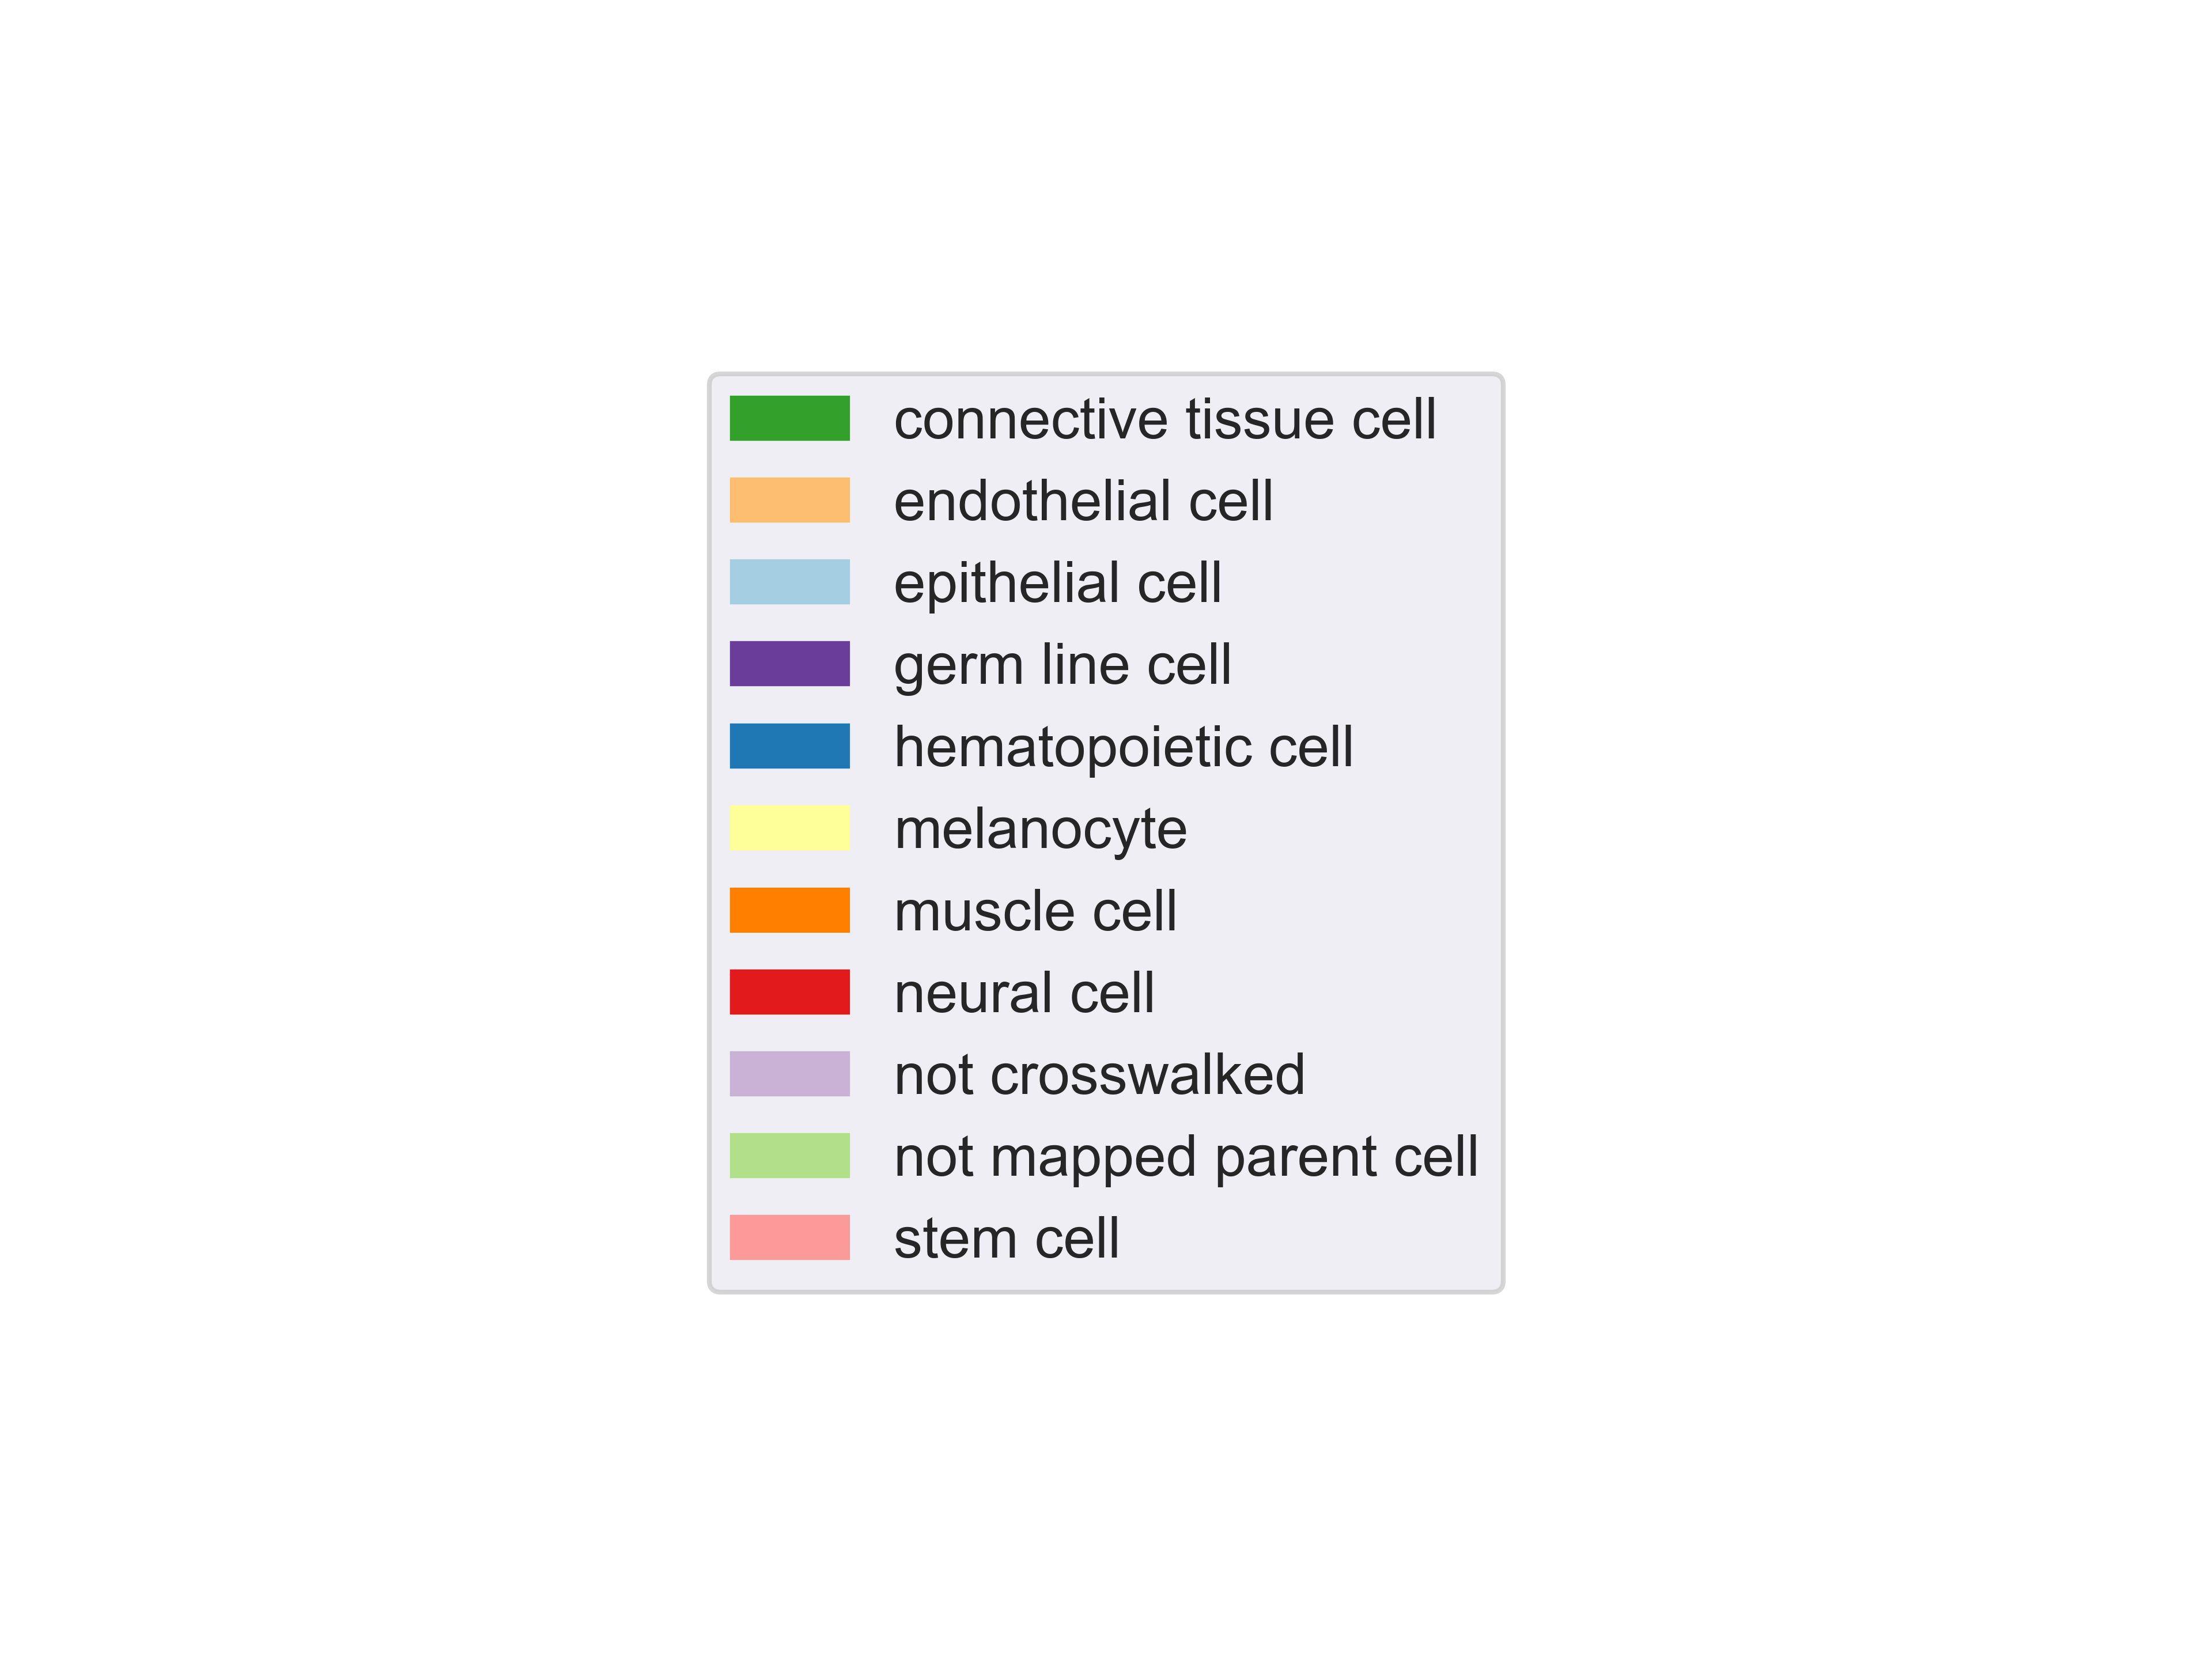 connective tissue cell
endothelial cell
epithelial cell
germ line cell
hematopoietic cell
melanocyte
muscle cell
neural cell
not crosswalked
not mapped parent cell
stem cell